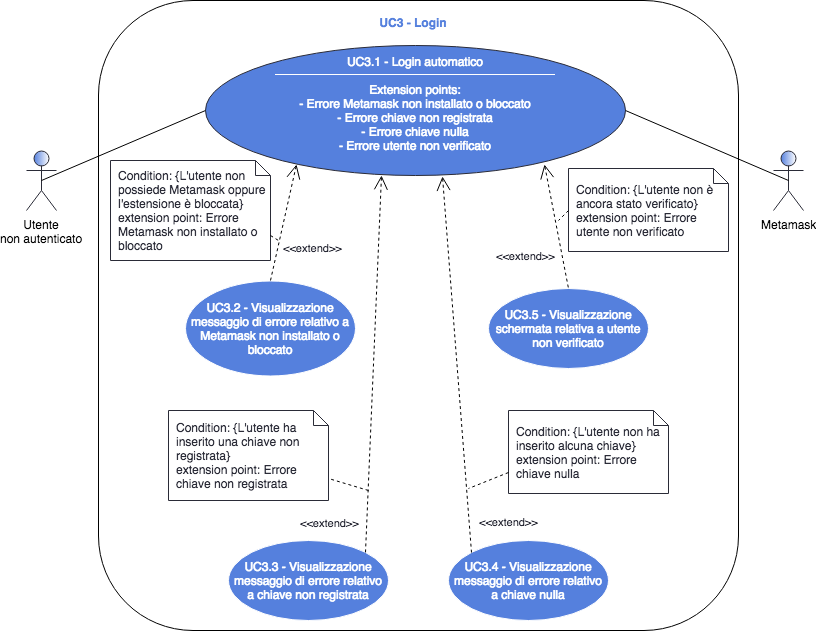 UC3 - Login
UC3.1 - Login automatico
Extension points:
- Errore Metamask non installato o bloccato
- Errore chiave non registrata
- Errore chiave nulla
- Errore utente non verificato
Utente
non autenticato
Metamask
Condition: {L'utente non
possiede Metamask oppure
l'estensione è bloccata}
extension point: Errore
Metamask non installato o
bloccato
Condition: {L'utente non è
ancora stato verificato}
extension point: Errore
utente non verificato
<<extend>>
<<extend>>
UC3.2 - Visualizzazione
messaggio di errore relativo a
Metamask non installato o
bloccato
UC3.5 - Visualizzazione
schermata relativa a utente
non verificato
Condition: {L'utente ha
inserito una chiave non
registrata}
extension point: Errore
chiave non registrata
Condition: {L'utente non ha
inserito alcuna chiave}
extension point: Errore
chiave nulla
<<extend>>
<<extend>>
UC3.3 - Visualizzazione
messaggio di errore relativo
a chiave non registrata
UC3.4 - Visualizzazione
messaggio di errore relativo
a chiave nulla